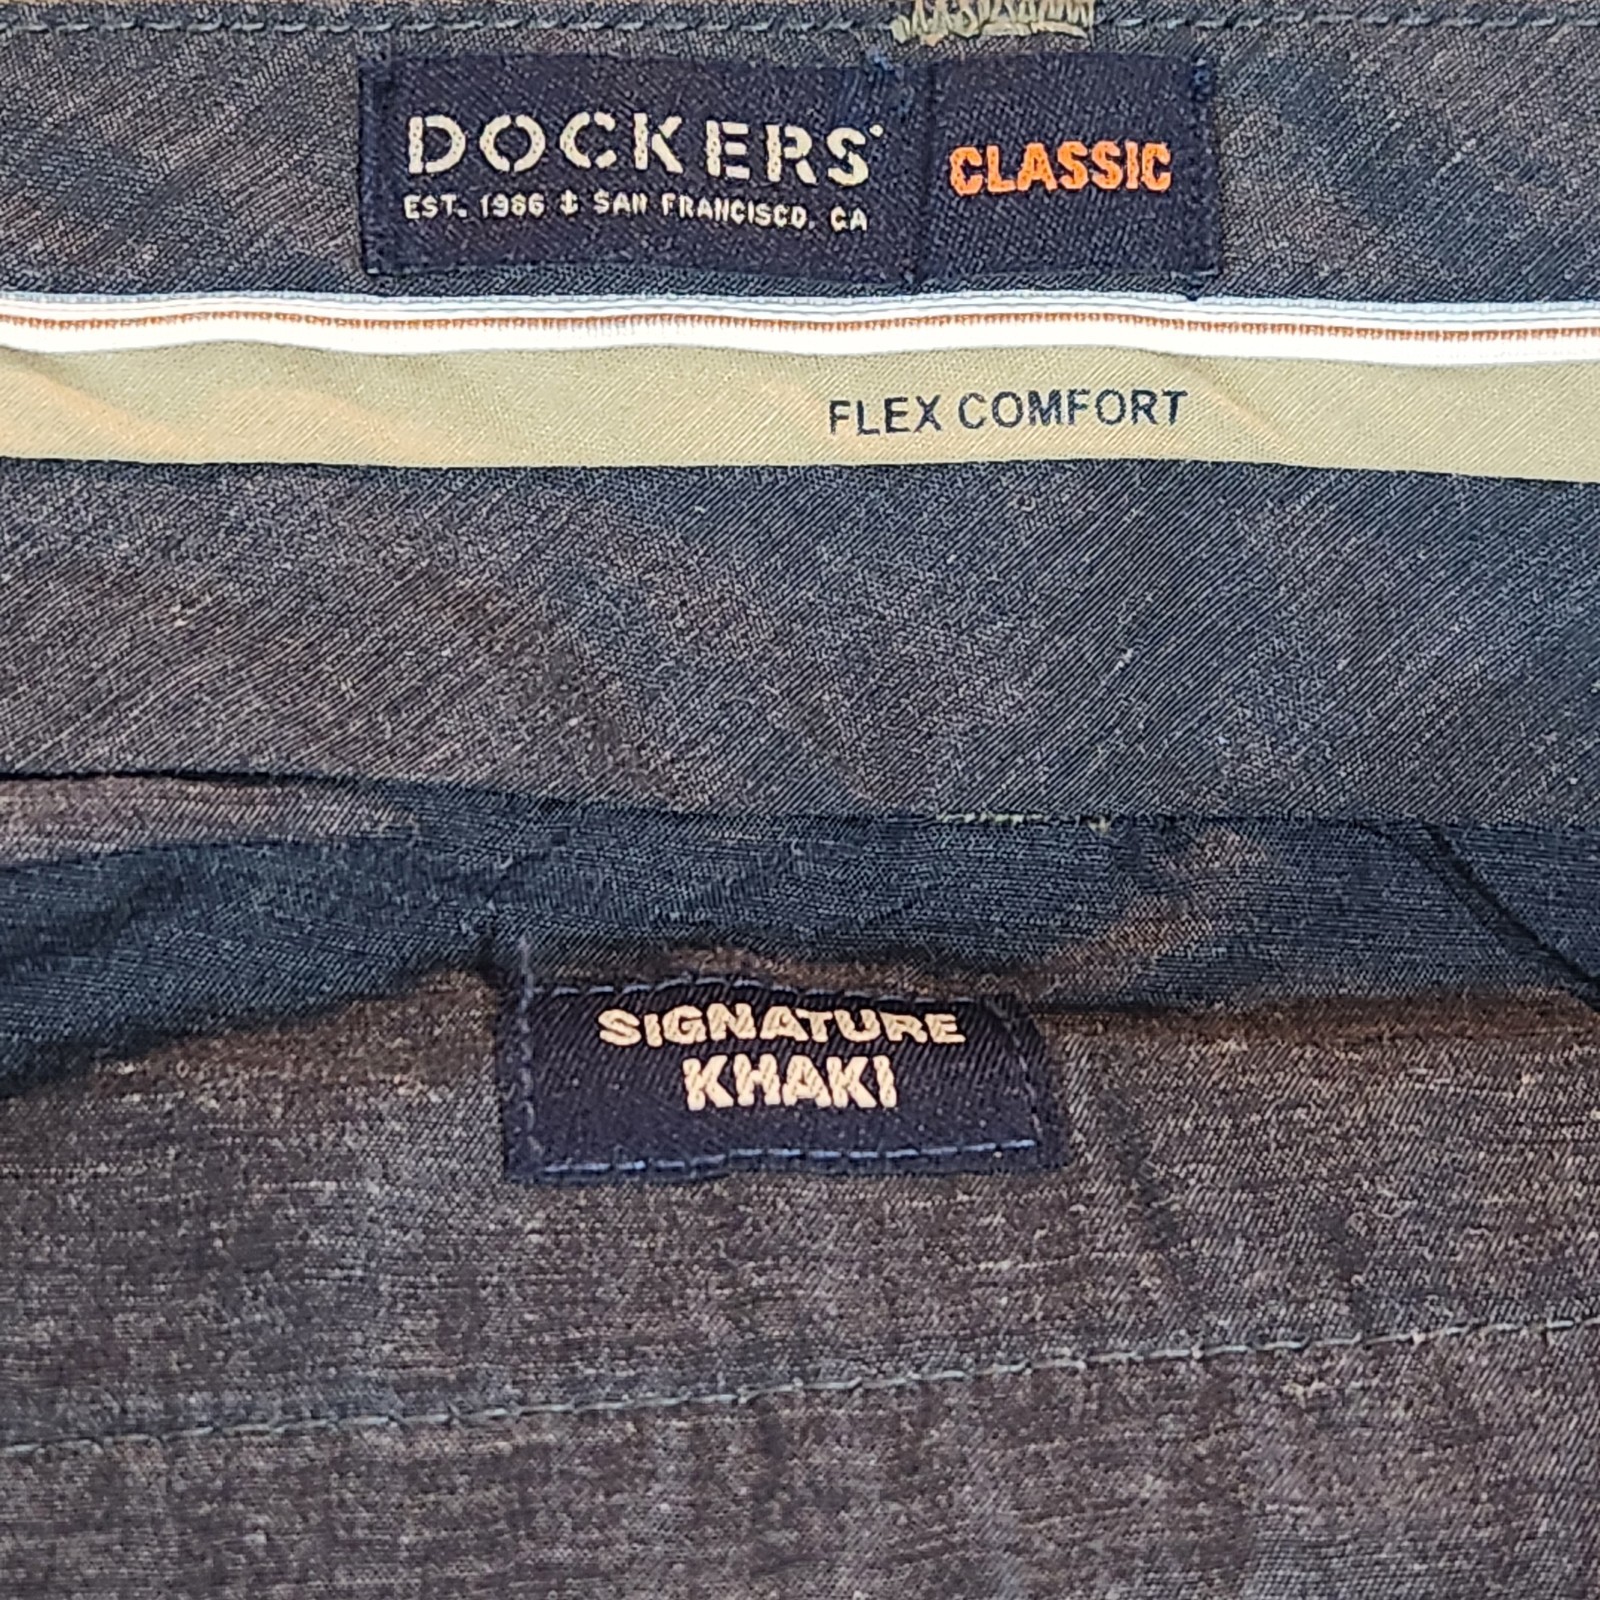 DOCKERS®
EST. 1986 ⚓ SAN FRANCISCO, CA
CLASSIC
FLEX COMFORT
SIGNATURE
KHAKI